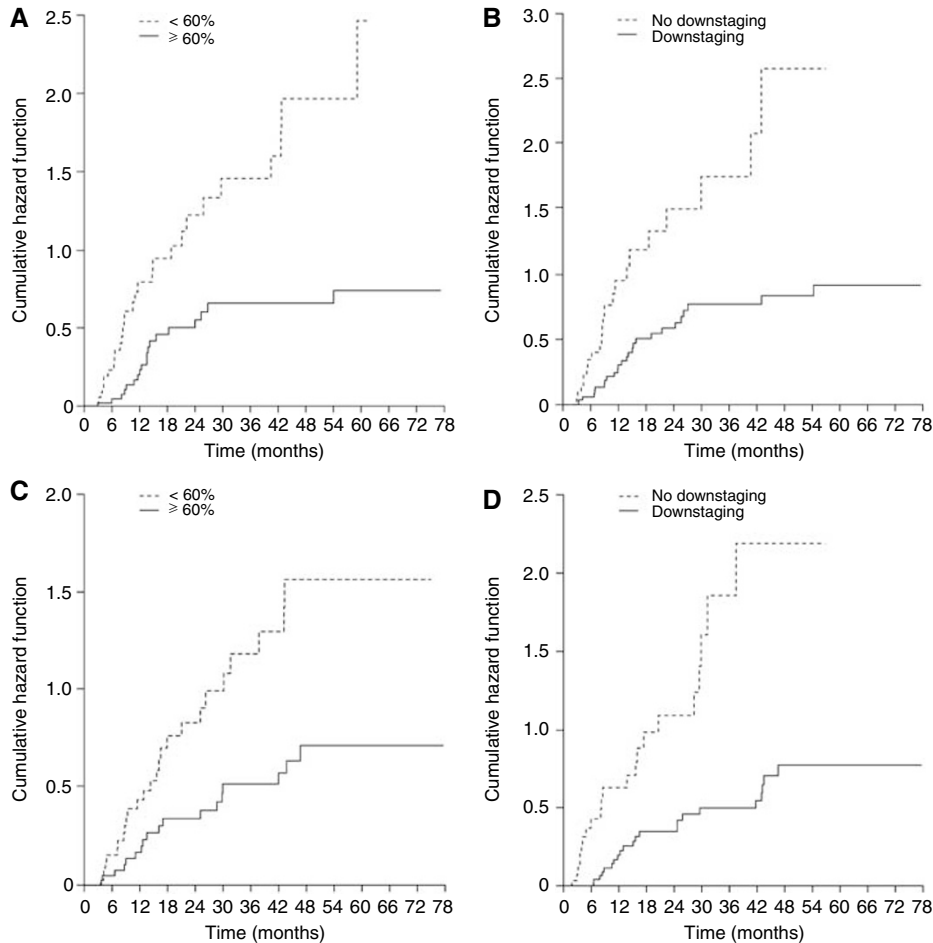 A
< 60%
⩾ 60%
Cumulative hazard function
2.5
2.0
1.5
1.0
0.5
0
0 6 12 18 24 30 36 42 48 54 60 66 72 78
Time (months)
B
No downstaging
Downstaging
Cumulative hazard function
3.0
2.5
2.0
1.5
1.0
0.5
0
0 6 12 18 24 30 36 42 48 54 60 66 72 78
Time (months)
C
< 60%
⩾ 60%
Cumulative hazard function
2.0
1.5
1.0
0.5
0
0 6 12 18 24 30 36 42 48 54 60 66 72 78
Time (months)
D
No downstaging
Downstaging
Cumulative hazard function
2.5
2.0
1.5
1.0
0.5
0
0 6 12 18 24 30 36 42 48 54 60 66 72 78
Time (months)